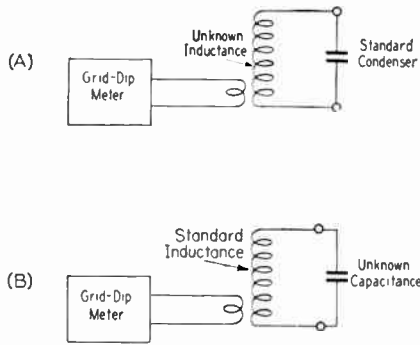 (A)
Grid-Dip
Meter
Unknown
Inductance
Standard
Condenser
(B)
Grid-Dip
Meter
Standard
Inductance
Unknown
Capacitance